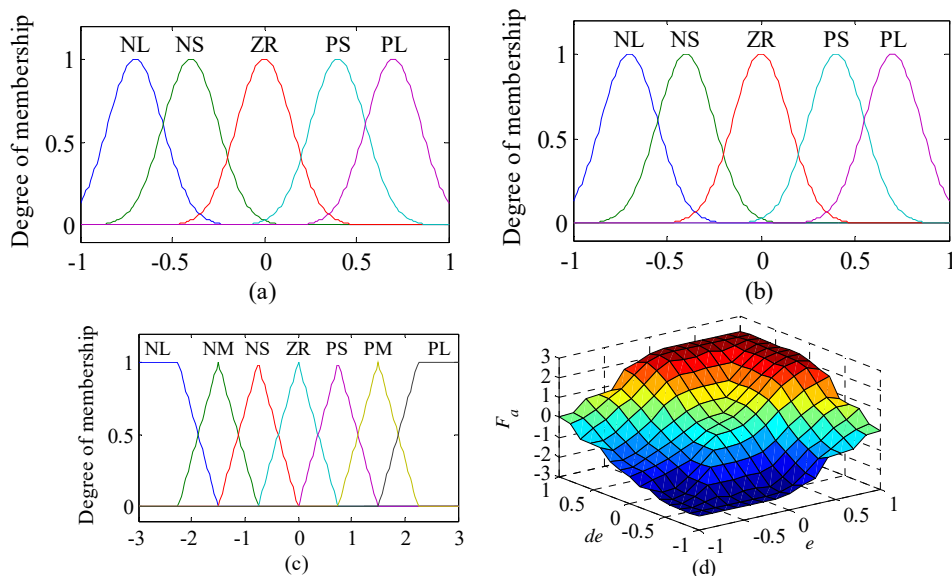 Degree of membership
NL NS ZR PS PL
1
0.5
0
-1 -0.5 0 0.5 1
(a)
Degree of membership
NL NS ZR PS PL
1
0.5
0
-1 -0.5 0 0.5 1
(b)
Degree of membership
NL NM NS ZR PS PM PL
1
0.5
0
-3 -2 -1 0 1 2 3
(c)
F_a
3
2
1
0
-1
-2
-3
1 0.5 0 -0.5 -1
de
-1 -0.5 0 0.5 1
e
(d)